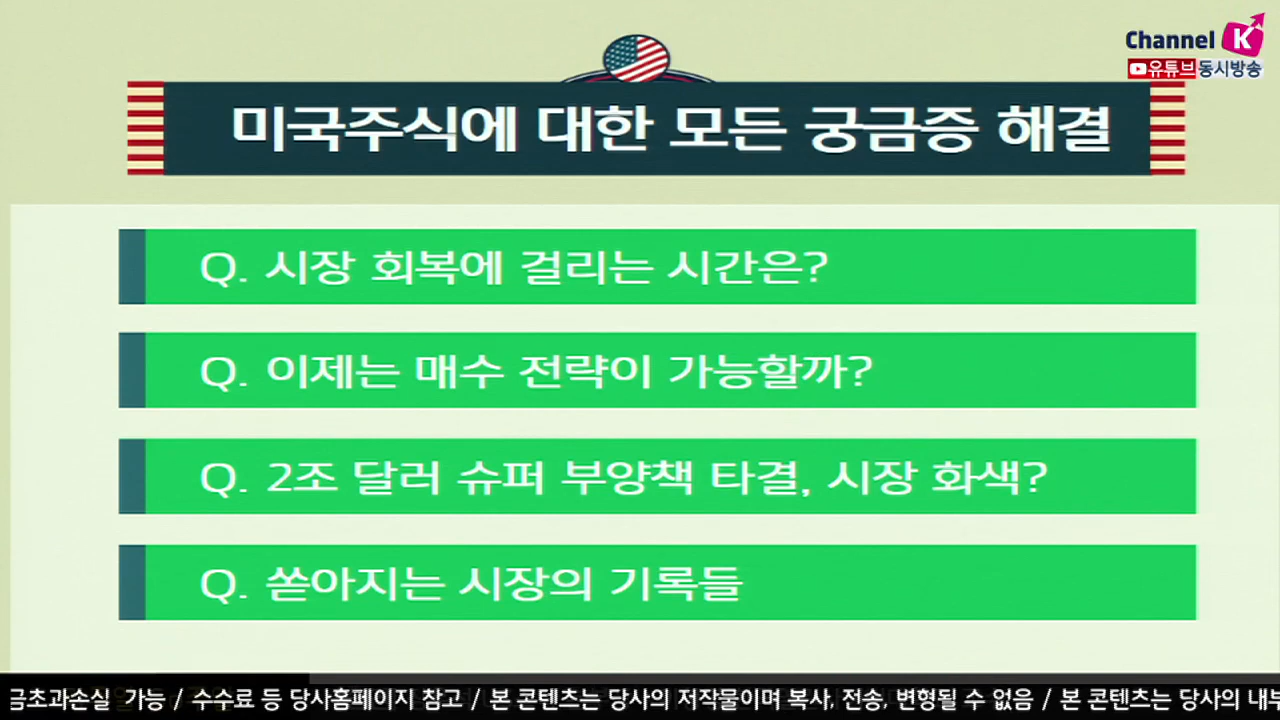 Channel K
유튜브동시방송
미국주식에 대한 모든 궁금증 해결
Q. 시장 회복에 걸리는 시간은?
Q. 이제는 매수 전략이 가능할까?
Q. 2조 달러 슈퍼 부양책 타결, 시장 화색?
Q. 쏟아지는 시장의 기록들
금초과손실 가능 / 수수료 등 당사홈페이지 참고 / 본 콘텐츠는 당사의 저작물이며 복사, 전송, 변형될 수 없음 / 본 콘텐츠는 당사의 내부